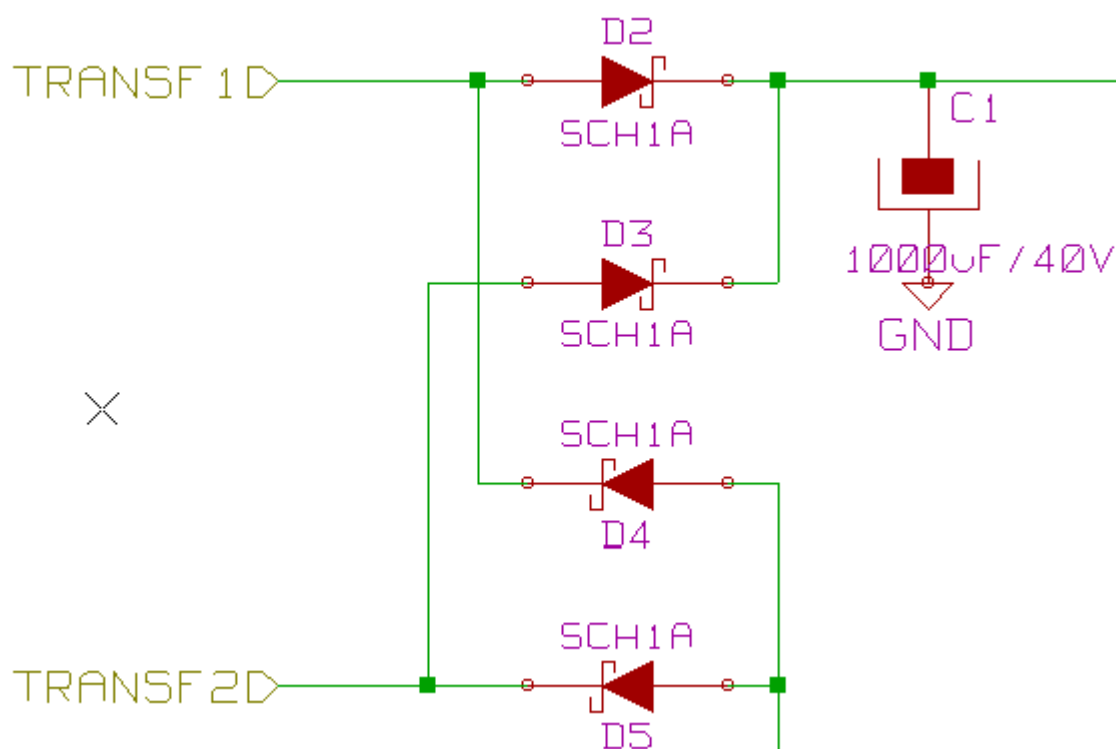 D2
TRANSF1
SCH1A
C1
D3
1000uF/40V
SCH1A
GND
SCH1A
D4
SCH1A
TRANSF2
D5